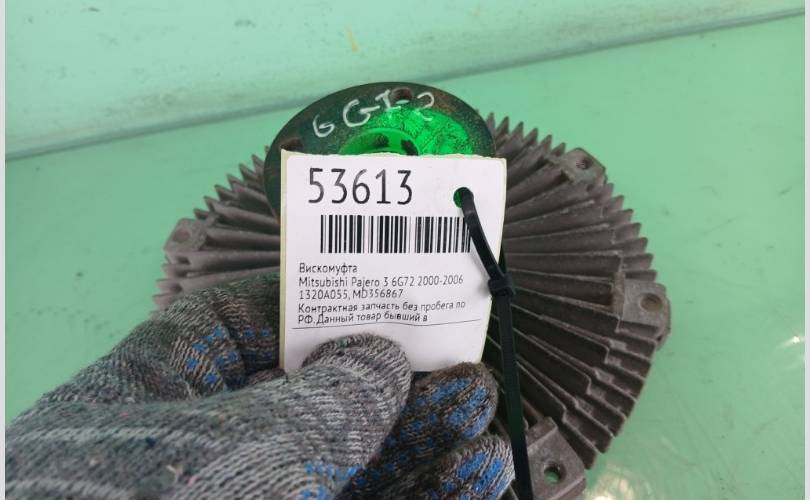 6G72
53613
Вискомуфта
Mitsubishi Pajero 3 6G72 2000-2006
1320A055, MD356867
Контрактная запчасть без пробега по
РФ. Данный товар бывший в